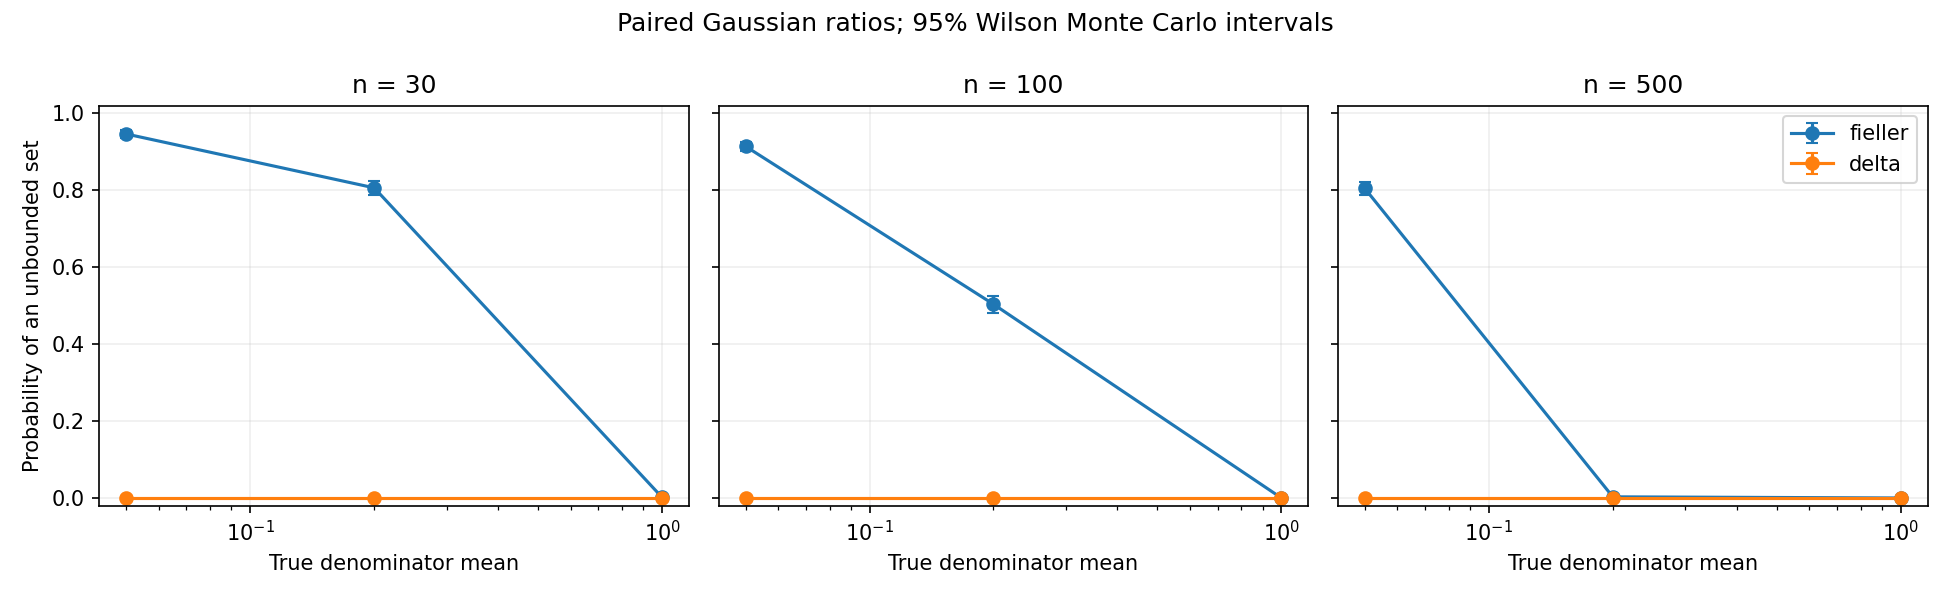 Paired Gaussian ratios; 95% Wilson Monte Carlo intervals
n = 30
n = 100
n = 500
Probability of an unbounded set
1.0
0.8
0.6
0.4
0.2
0.0
fieller
delta
10⁻¹
10⁰
10⁻¹
10⁰
10⁻¹
10⁰
True denominator mean
True denominator mean
True denominator mean